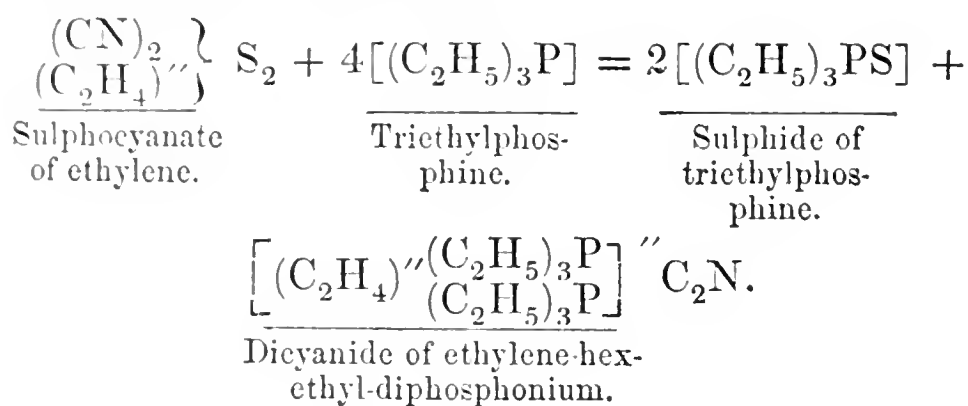 (CN)₂
(C₂H₄)″ } S₂ + 4[(C₂H₅)₃P] = 2[(C₂H₅)₃PS] +
Sulphocyanate of ethylene.
Triethylphos-
phine.
Sulphide of
triethylphos-
phine.
[(C₂H₄)″(C₂H₅)₃P
(C₂H₅)₃P]″C₂N.
Dicyanide of ethylene-hex-
ethyl-diphosphonium.